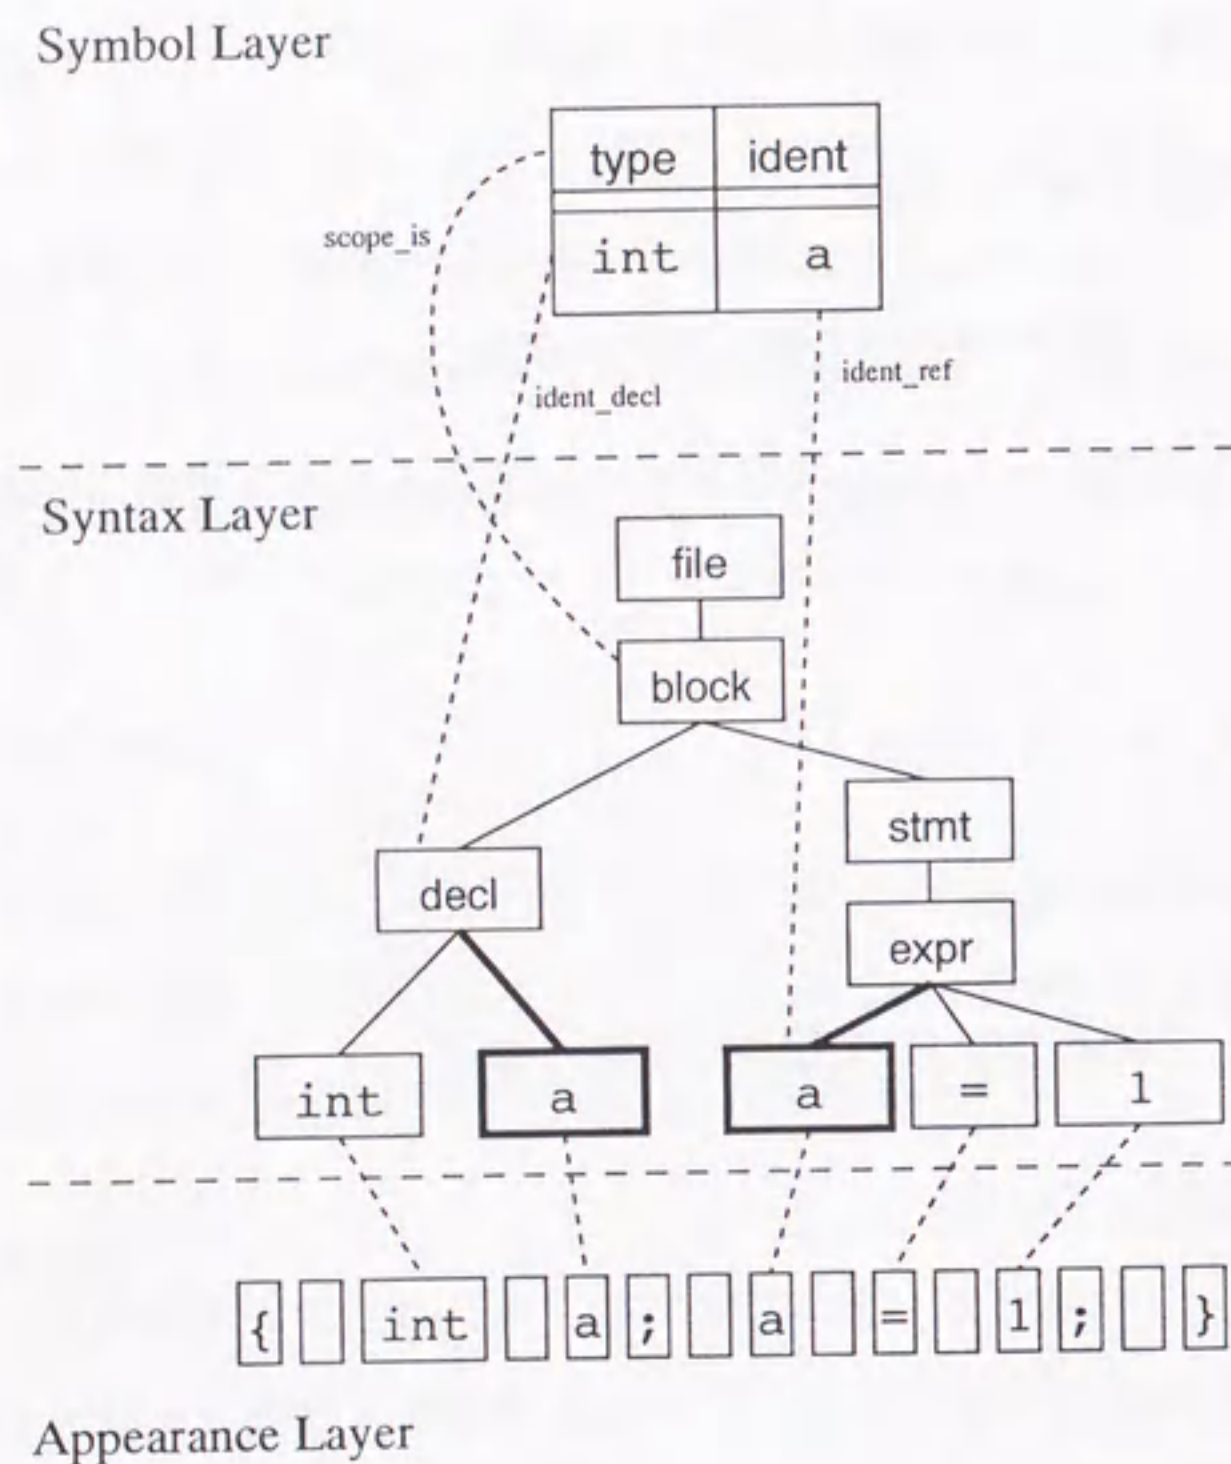 Symbol Layer
type ident
scope_is
int a
ident_ref
ident_decl
Syntax Layer
file
block
stmt
decl
expr
int a a = 1
{ int a ; a = 1 ; }
Appearance Layer